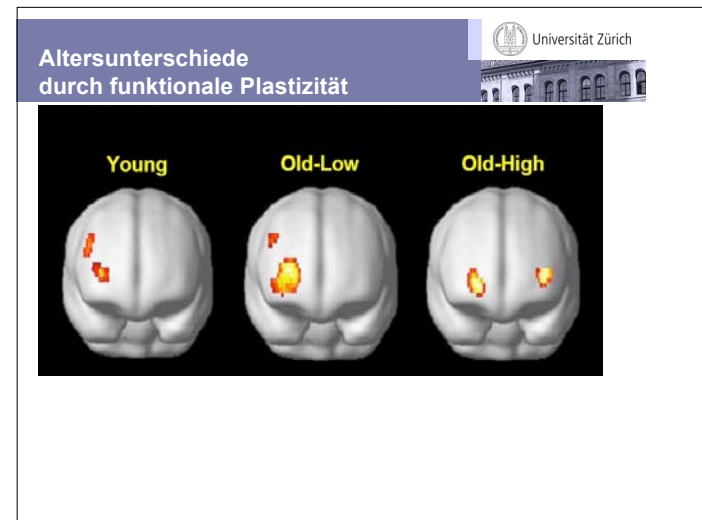 Universität Zürich
Altersunterschiede
durch funktionale Plastizität
Young Old-Low Old-High